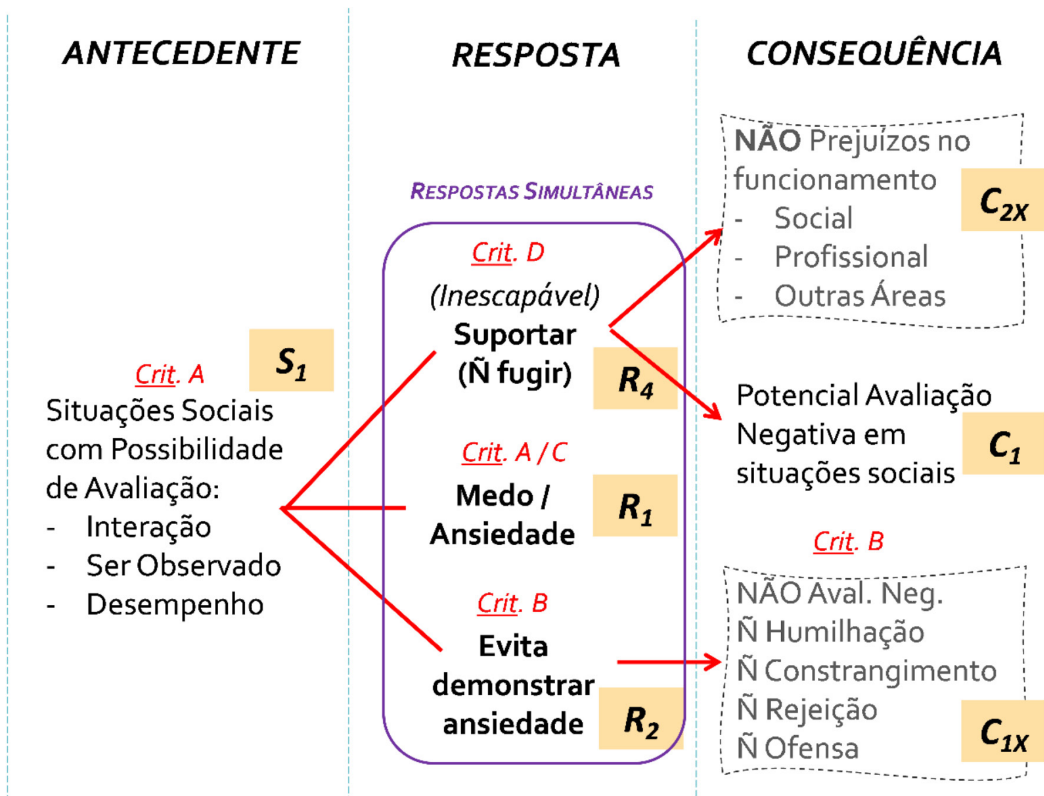 ANTECEDENTE
RESPOSTA
CONSEQUÊNCIA
Crit. A
S1
Situações Sociais
com Possibilidade
de Avaliação:
- Interação
- Ser Observado
- Desempenho
RESPOSTAS SIMULTÂNEAS
Crit. D
(Inescapável)
Suportar
(Ñ fugir)
R4
Crit. A / C
Medo /
Ansiedade
R1
Crit. B
Evita
demonstrar
ansiedade
R2
NÃO Prejuízos no
funcionamento
- Social
- Profissional
- Outras Áreas
C2X
Potencial Avaliação
Negativa em
situações sociais
C1
Crit. B
NÃO Aval. Neg.
Ñ Humilhação
Ñ Constrangimento
Ñ Rejeição
Ñ Ofensa
C1X